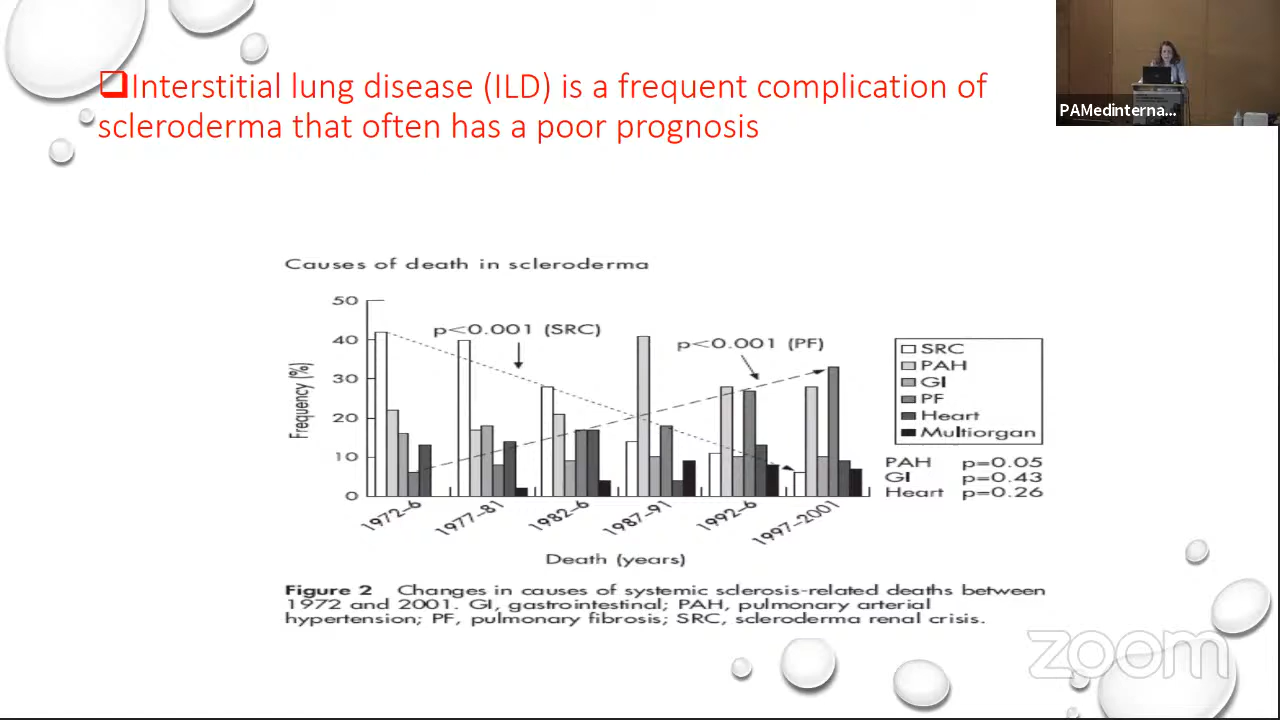 Interstitial lung disease (ILD) is a frequent complication of
scleroderma that often has a poor prognosis
PAMedinterna...
Causes of death in scleroderma
50
40
30
20
10
0
Frequency (%)
p<0.001 (SRC)
p<0.001 (PF)
SRC
PAH
GI
PF
Heart
Multiorgan
PAH p=0.05
GI p=0.43
Heart p=0.26
1972–6
1977–81
1982–6
1987–91
1992–6
1997–2001
Death (years)
Figure 2 Changes in causes of systemic sclerosis-related deaths between
1972 and 2001. GI, gastrointestinal; PAH, pulmonary arterial
hypertension; PF, pulmonary fibrosis; SRC, scleroderma renal crisis.
zoom